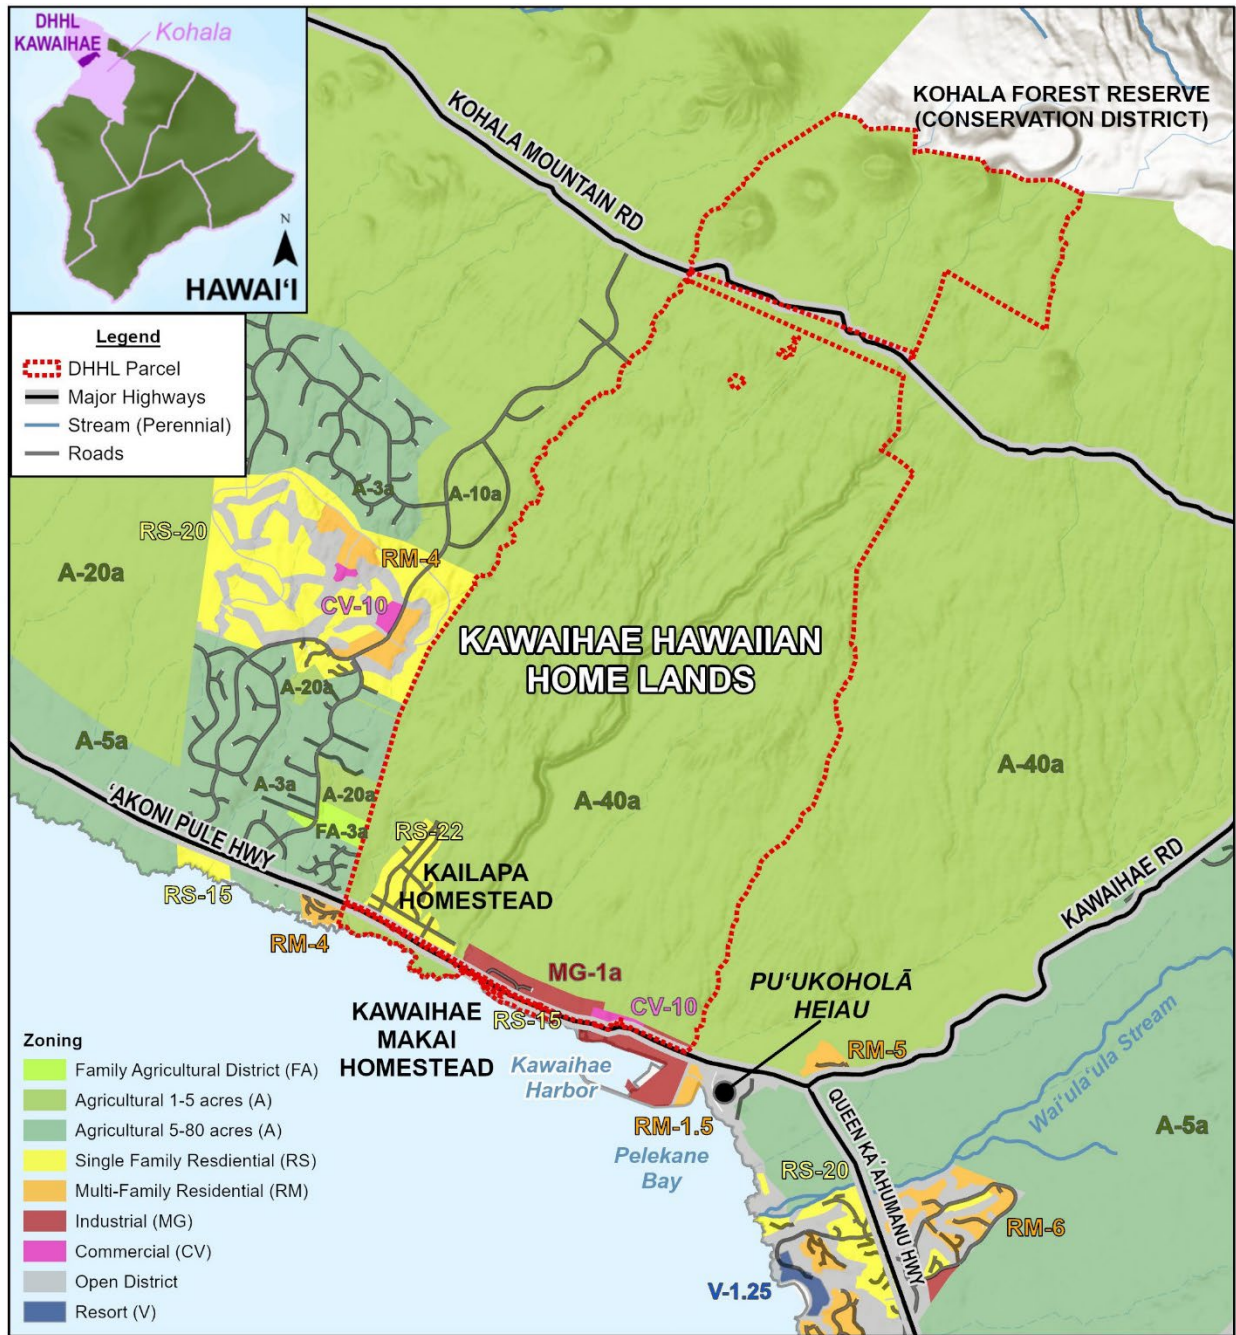 DHHL
KAWAIHAE
Kohala
N
HAWAIʻI
Legend
DHHL Parcel
Major Highways
Stream (Perennial)
Roads
KOHALA FOREST RESERVE
(CONSERVATION DISTRICT)
KOHALA MOUNTAIN RD
A-3a
A-10a
RS-20
RM-4
A-20a
CV-10
KAWAIHAE HAWAIIAN
HOME LANDS
A-20a
A-5a
A-3a
A-20a
A-40a
A-40a
FA-3a
RS-22
ʻAKONI PULE HWY
KAILAPA
HOMESTEAD
RS-15
RM-4
KAWAIHAE RD
MG-1a
CV-10
RS-15
PUʻUKOHOLĀ
HEIAU
KAWAIHAE
MAKAI
HOMESTEAD
Kawaihae
Harbor
RM-5
RM-1.5
Pelekane
Bay
QUEEN KAʻAHUMANU HWY
Waiʻulaʻula Stream
A-5a
RS-20
RM-6
V-1.25
Zoning
Family Agricultural District (FA)
Agricultural 1-5 acres (A)
Agricultural 5-80 acres (A)
Single Family Resdiential (RS)
Multi-Family Residential (RM)
Industrial (MG)
Commercial (CV)
Open District
Resort (V)